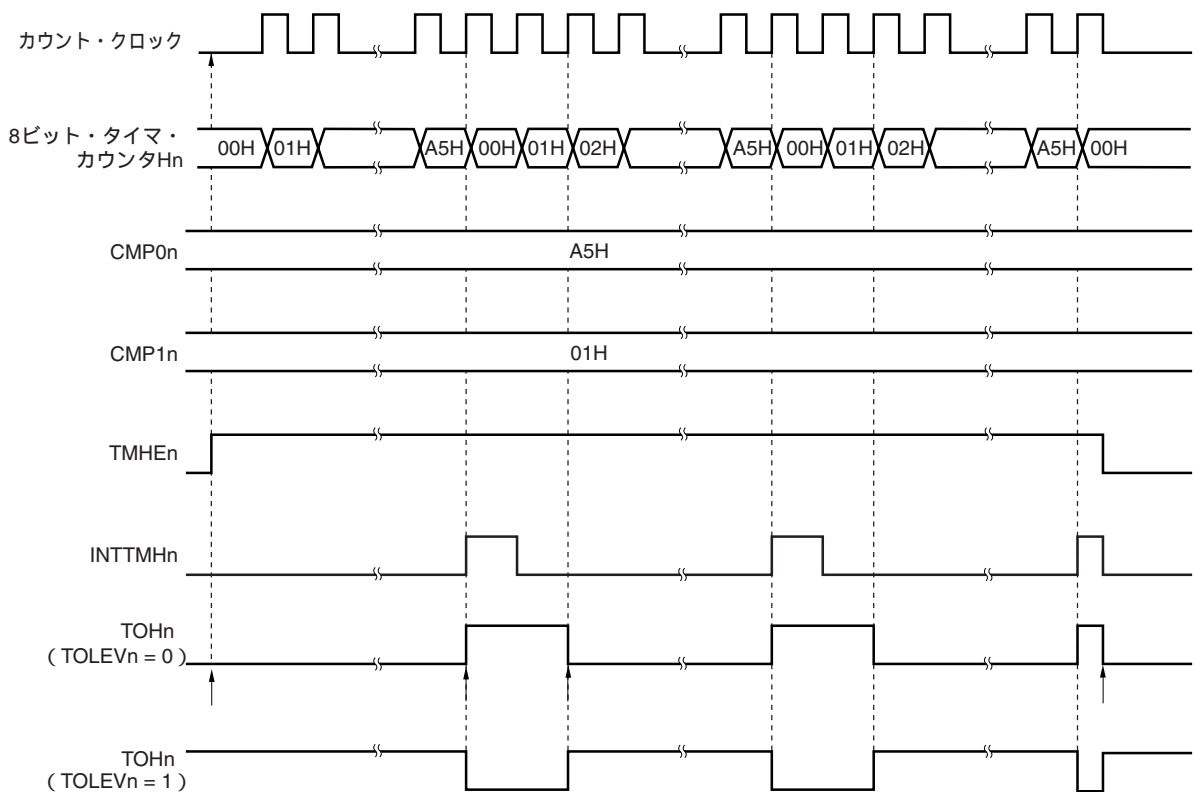 カウント・クロック
8ビット・タイマ・
カウンタHn
00H 01H A5H 00H 01H 02H A5H 00H 01H 02H A5H 00H
CMP0n
A5H
CMP1n
01H
TMHEn
INTTMHn
TOHn
( TOLEVn = 0 )
TOHn
( TOLEVn = 1 )